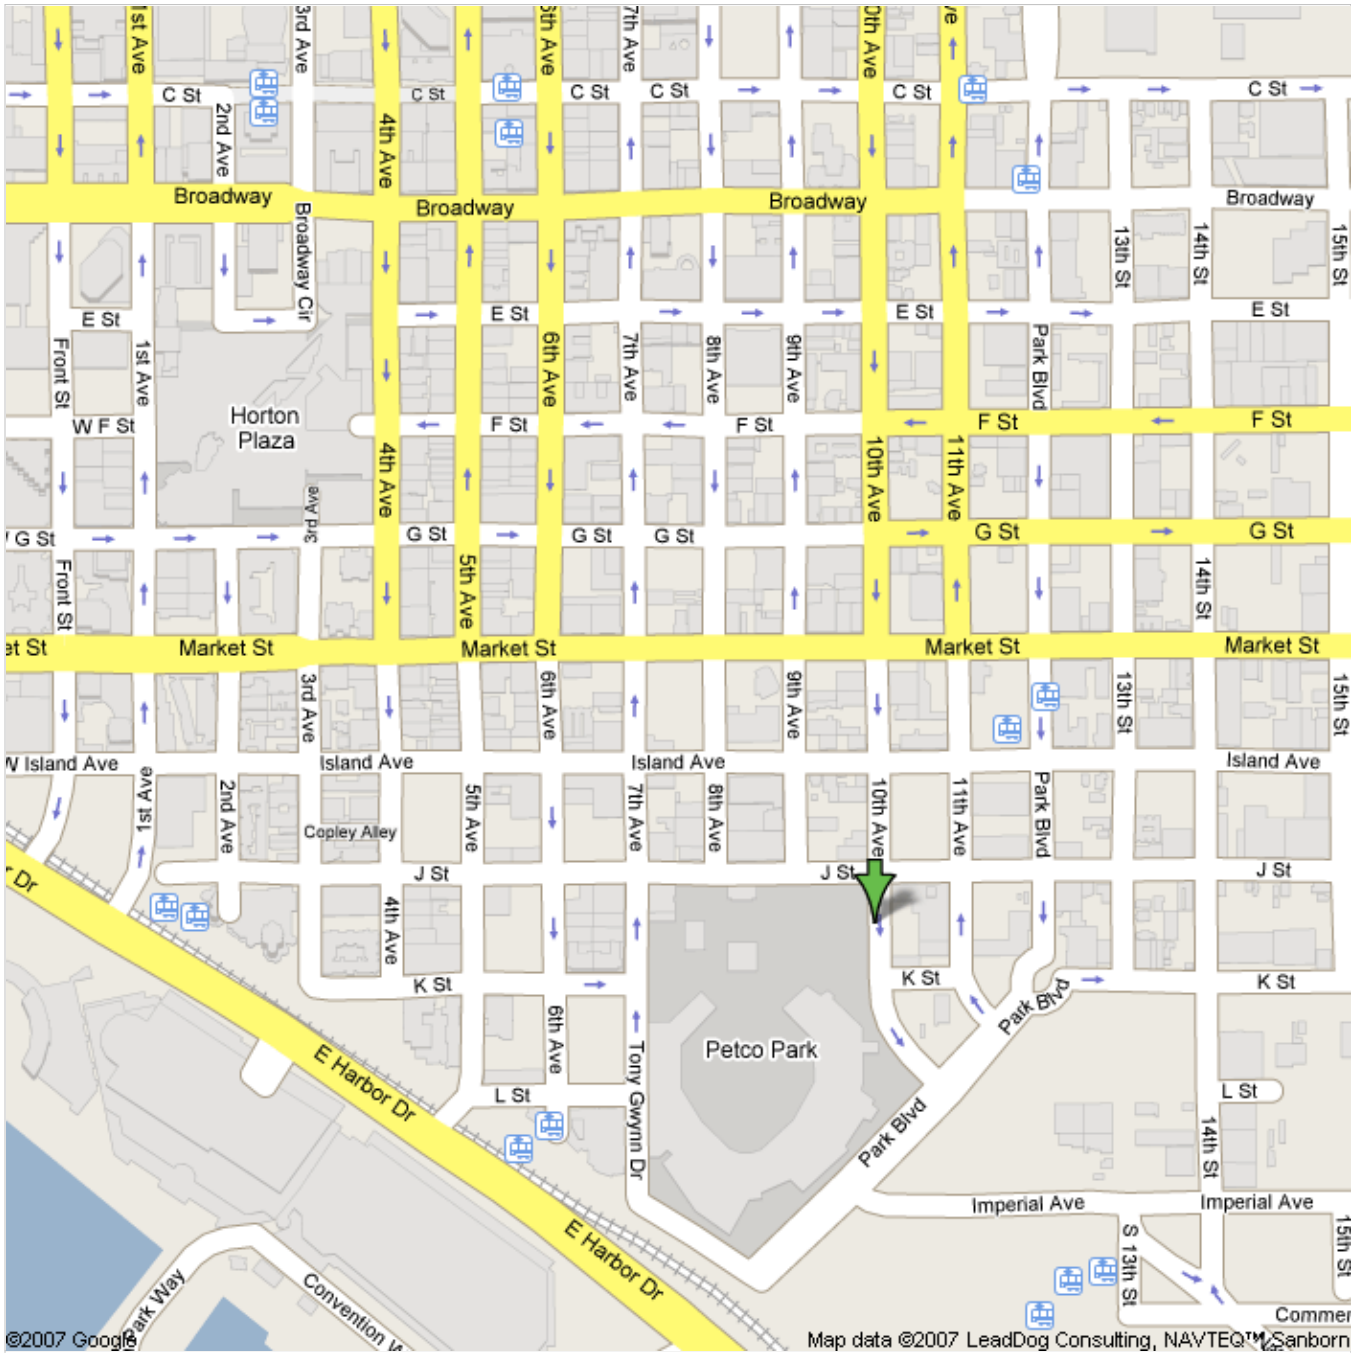 1st Ave
3rd Ave
6th Ave
7th Ave
10th Ave
ve
C St
C St
C St
C St
C St
C St
2nd Ave
4th Ave
Broadway
Broadway
Broadway
Broadway
Broadway Cir
13th St
14th St
15th St
E St
E St
E St
E St
Front St
1st Ave
6th Ave
7th Ave
8th Ave
9th Ave
Park Blvd
Horton
Plaza
W F St
F St
F St
F St
F St
4th Ave
10th Ave
11th Ave
3rd Ave
G St
G St
G St
G St
G St
G St
Front St
5th Ave
14th St
et St
Market St
Market St
Market St
Market St
3rd Ave
6th Ave
9th Ave
13th St
15th St
W Island Ave
Island Ave
Island Ave
Island Ave
1st Ave
2nd Ave
5th Ave
7th Ave
8th Ave
10th Ave
11th Ave
Park Blvd
Copley Alley
J St
J St
J St
4th Ave
K St
K St
K St
Park Blvd
6th Ave
Tony Gwynn Dr
Petco Park
r Dr
E Harbor Dr
L St
L St
Park Blvd
14th St
Imperial Ave
Imperial Ave
E Harbor Dr
S 13th St
15th St
Park Way
Convention W
Commer
©2007 Google
Map data ©2007 LeadDog Consulting, NAVTEQ™, Sanborn